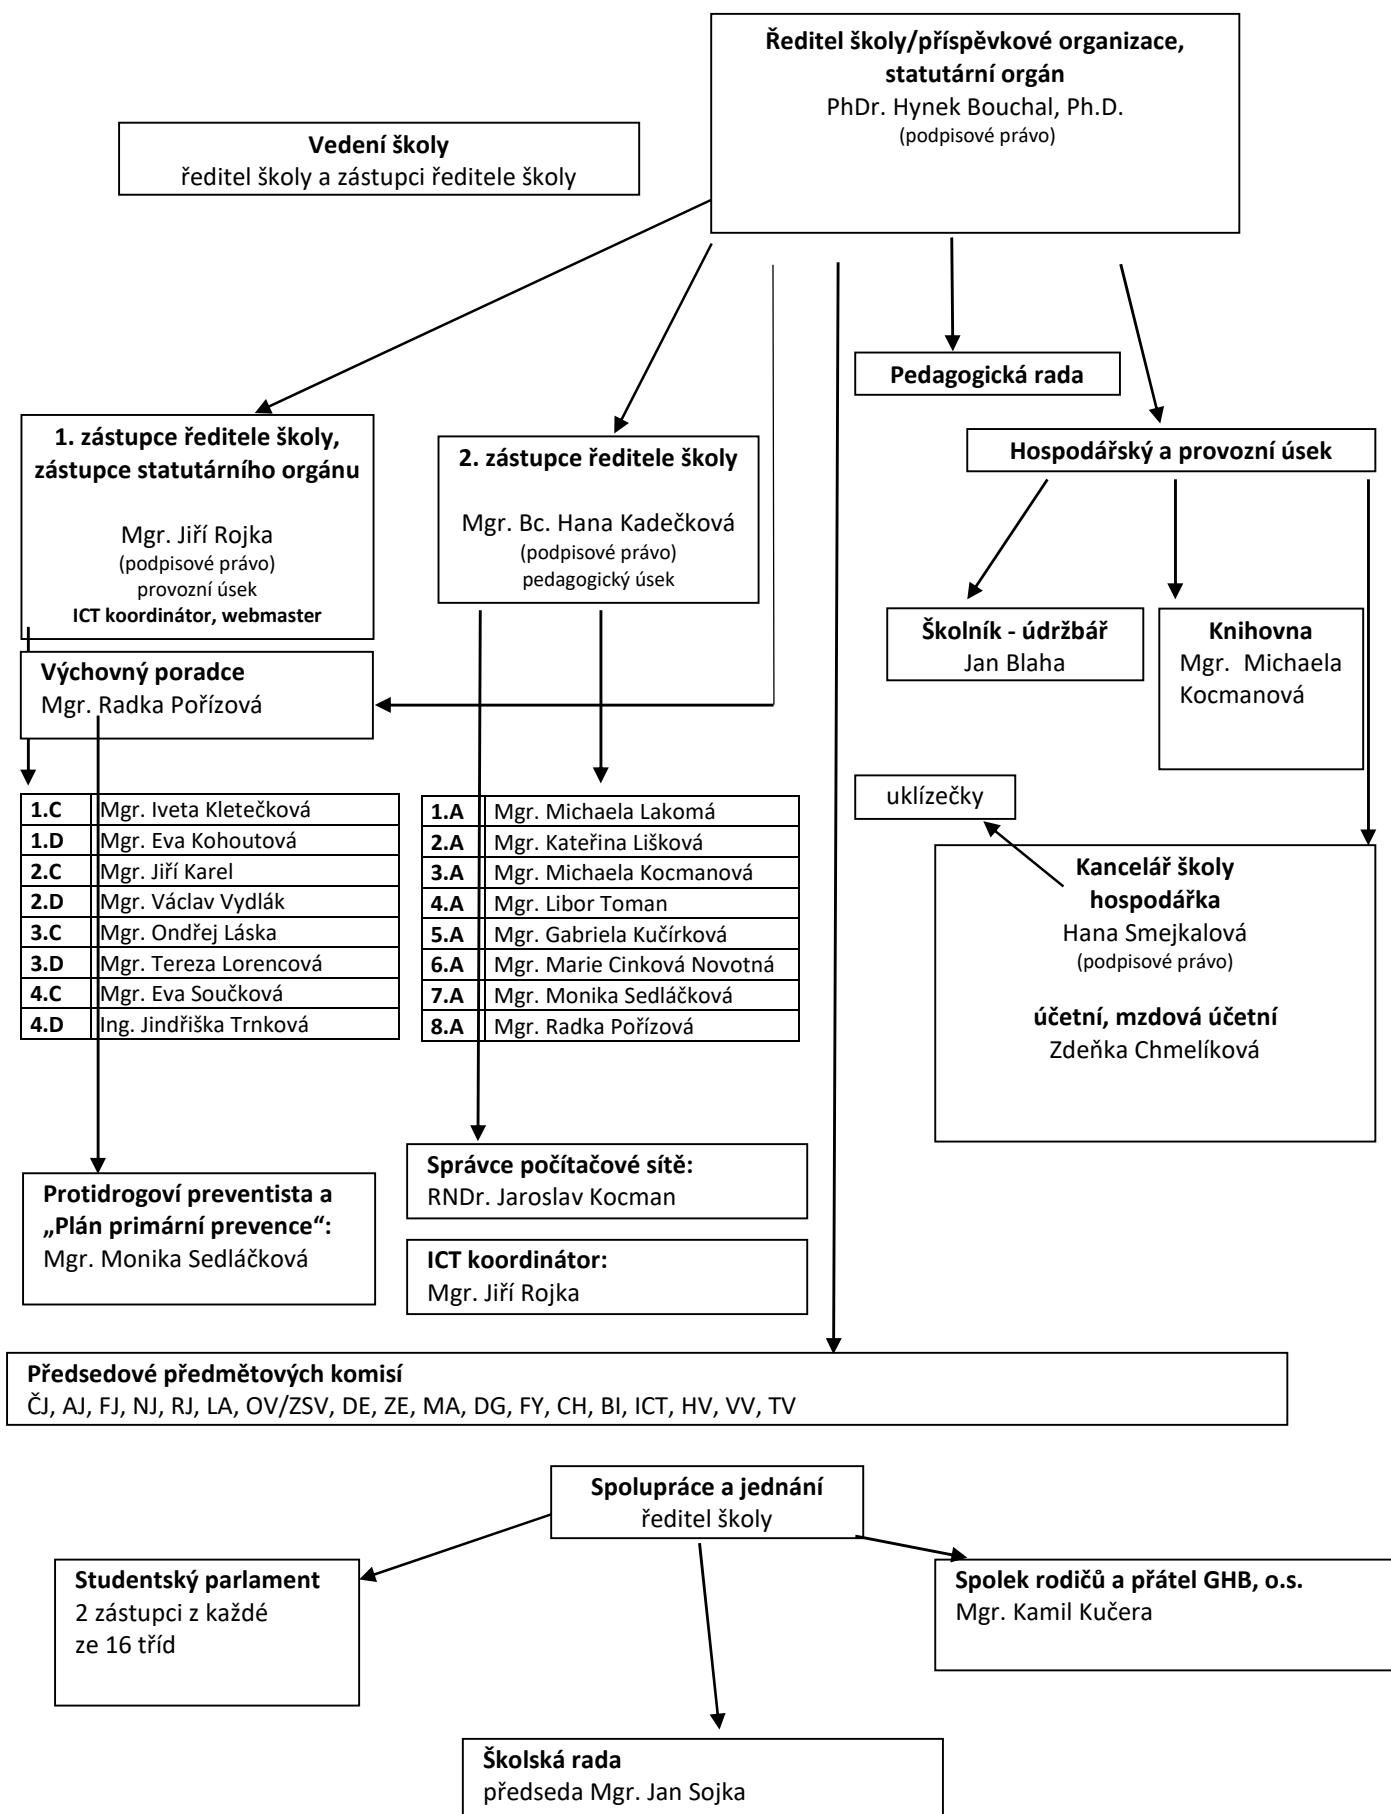 Ředitel školy/příspěvkové organizace,
statutární orgán
PhDr. Hynek Bouchal, Ph.D.
(podpisové právo)
Vedení školy
ředitel školy a zástupci ředitele školy
Pedagogická rada
1. zástupce ředitele školy,
zástupce statutárního orgánu
Mgr. Jiří Rojka
(podpisové právo)
provozní úsek
ICT koordinátor, webmaster
2. zástupce ředitele školy
Mgr. Bc. Hana Kadečková
(podpisové právo)
pedagogický úsek
Hospodářský a provozní úsek
Školník - údržbář
Jan Blaha
Knihovna
Mgr. Michaela
Kocmanová
Výchovný poradce
Mgr. Radka Pořízová
1.C Mgr. Iveta Kletečková
1.D Mgr. Eva Kohoutová
2.C Mgr. Jiří Karel
2.D Mgr. Václav Vydlák
3.C Mgr. Ondřej Láska
3.D Mgr. Tereza Lorencová
4.C Mgr. Eva Součková
4.D Ing. Jindřiška Trnková
1.A Mgr. Michaela Lakomá
2.A Mgr. Kateřina Lišková
3.A Mgr. Michaela Kocmanová
4.A Mgr. Libor Toman
5.A Mgr. Gabriela Kučírková
6.A Mgr. Marie Cinková Novotná
7.A Mgr. Monika Sedláčková
8.A Mgr. Radka Pořízová
uklízečky
Kancelář školy
hospodářka
Hana Smejkalová
(podpisové právo)
účetní, mzdová účetní
Zdeňka Chmelíková
Protidrogoví preventista a
„Plán primární prevence“:
Mgr. Monika Sedláčková
Správce počítačové sítě:
RNDr. Jaroslav Kocman
ICT koordinátor:
Mgr. Jiří Rojka
Předsedové předmětových komisí
ČJ, AJ, FJ, NJ, RJ, LA, OV/ZSV, DE, ZE, MA, DG, FY, CH, BI, ICT, HV, VV, TV
Spolupráce a jednání
ředitel školy
Studentský parlament
2 zástupci z každé
ze 16 tříd
Spolek rodičů a přátel GHB, o.s.
Mgr. Kamil Kučera
Školská rada
předseda Mgr. Jan Sojka